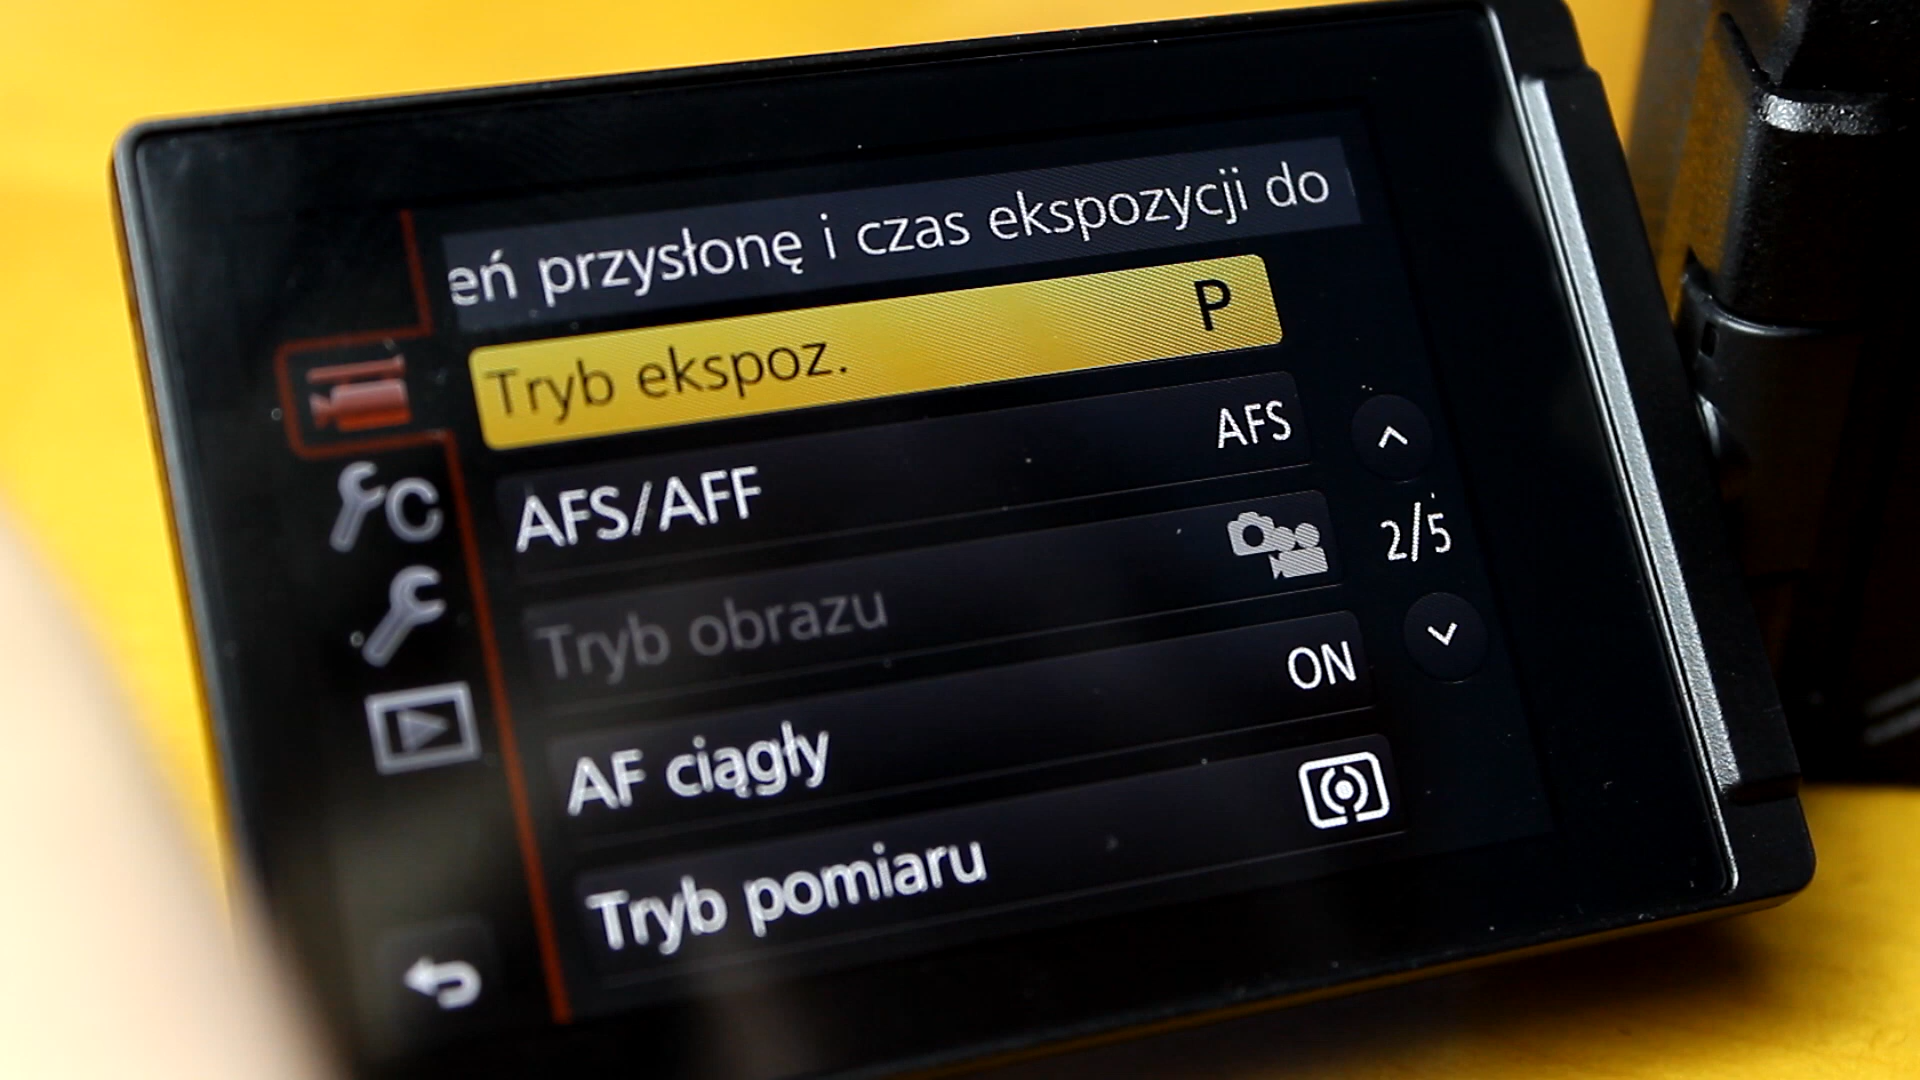 eń przysłonę i czas ekspozycji do
Tryb ekspoz. P
AFS/AFF AFS
Tryb obrazu
AF ciągły ON
Tryb pomiaru
C
2/5